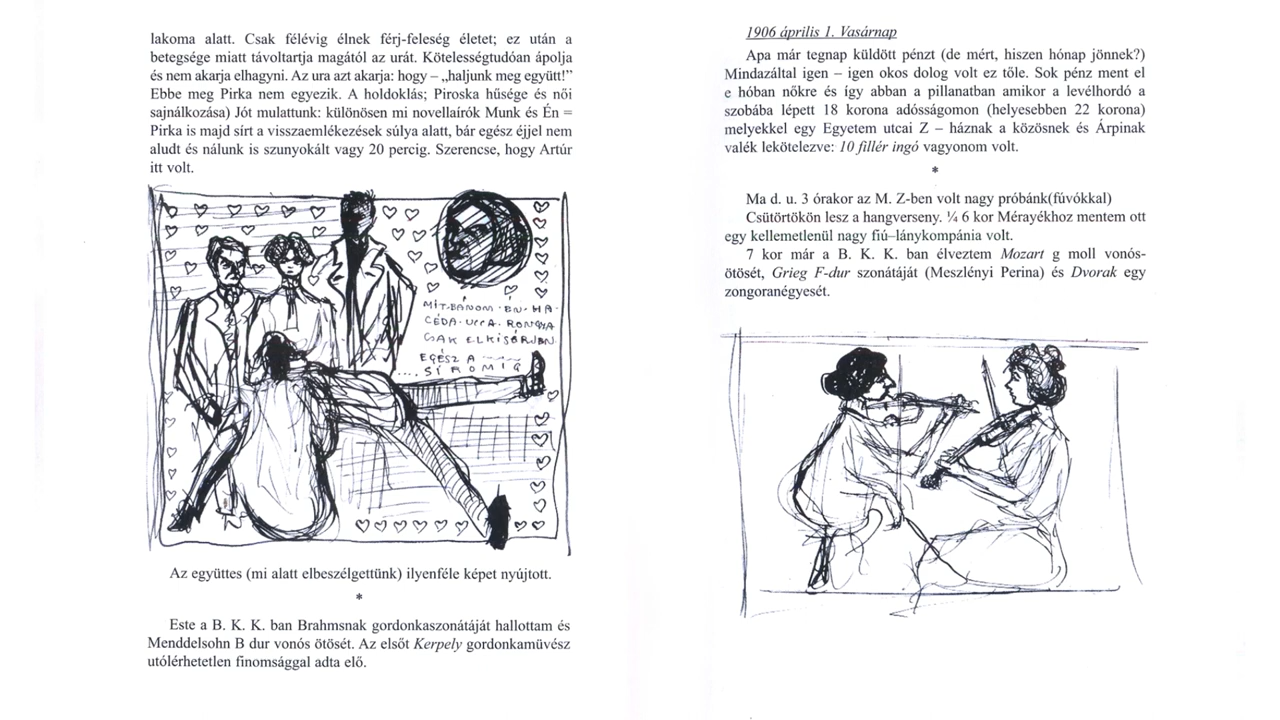 lakoma alatt. Csak félévig élnek férj-feleség életet; ez után a
betegsége miatt távoltartja magától az urát. Kötelességtudóan ápolja
és nem akarja elhagyni. Az ura azt akarja: hogy – „haljunk meg együtt!”
Ebbe meg Pirka nem egyezik. A holdoklás; Piroska hűsége és női
sajnálkozása) Jót mulattunk: különösen mi novellaírók Munk és Én =
Pirka is majd sírt a visszaemlékezések súlya alatt, bár egész éjjel nem
aludt és nálunk is szunyokált vagy 20 percig. Szerencse, hogy Artúr
itt volt.
MIT·BÁNOM·ÉN·HA·
CÉDA·UCCA·RONGYA
CSAK ELKISÉRJEN
EGÉSZ A
.... SÍROMIG
Az együttes (mi alatt elbeszélgettünk) ilyenféle képet nyújtott.
*
Este a B. K. K. ban Brahmsnak gordonkaszonátáját hallottam és
Menddelsohn B dur vonós ötösét. Az elsőt Kerpely gordonkaművész
utólérhetetlen finomsággal adta elő.
1906 április 1. Vasárnap
Apa már tegnap küldött pénzt (de mért, hiszen hónap jönnek?)
Mindazáltal igen – igen okos dolog volt ez tőle. Sok pénz ment el
e hóban nőkre és így abban a pillanatban amikor a levélhordó a
szobába lépett 18 korona adósságomon (helyesebben 22 korona)
melyekkel egy Egyetem utcai Z – háznak a közösnek és Árpinak
valék lekötelezve: 10 fillér ingó vagyonom volt.
*
Ma d. u. 3 órakor az M. Z-ben volt nagy próbánk(fúvókkal)
Csütörtökön lesz a hangverseny. ¼ 6 kor Mérayékhoz mentem ott
egy kellemetlenül nagy fiú–lánykompánia volt.
7 kor már a B. K. K. ban élveztem Mozart g moll vonós-
ötösét, Grieg F-dur szonátáját (Meszlényi Perina) és Dvorak egy
zongoranégyesét.